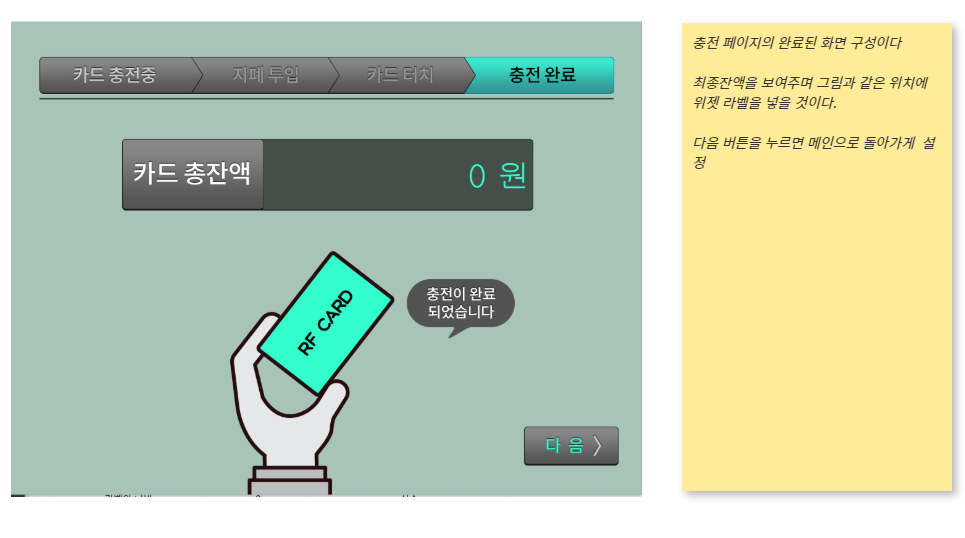 카드 충전중
지폐 투입
카드 터치
충전 완료
카드 총잔액
0 원
RF CARD
충전이 완료
되었습니다
다 음 〉
충전 페이지의 완료된 화면 구성이다
최종잔액을 보여주며 그림과 같은 위치에
위젯 라벨을 넣을 것이다.
다음 버튼을 누르면 메인으로 돌아가게 설
정